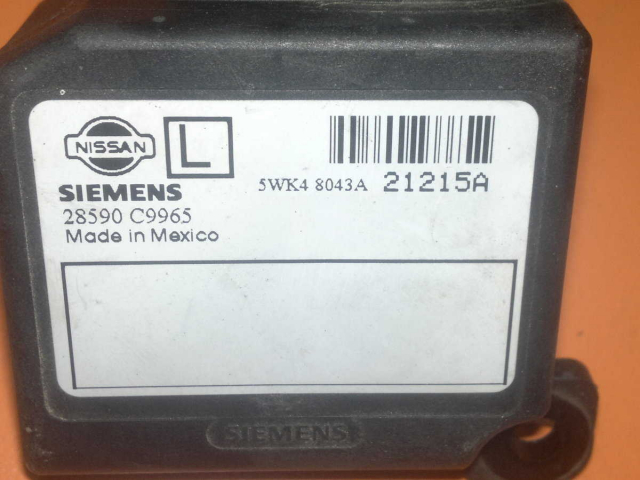 NISSAN
L
SIEMENS
5WK4 8043A 21215A
28590 C9965
Made in Mexico
SIEMENS